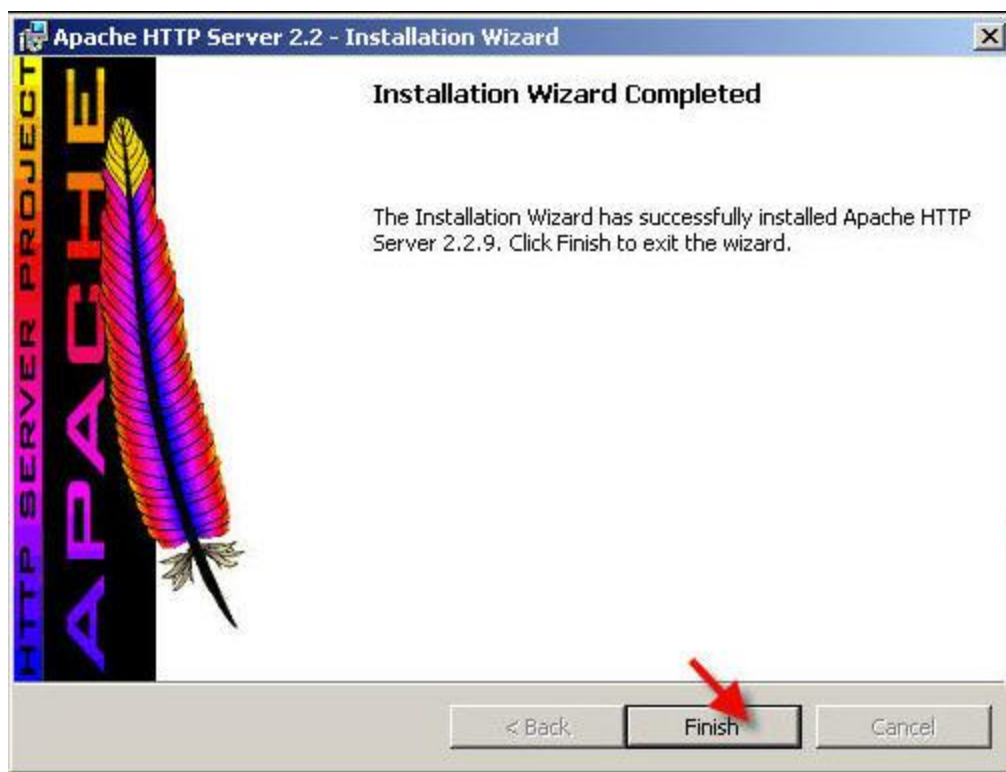 Apache HTTP Server 2.2 - Installation Wizard
HTTP SERVER PROJECT
APACHE
Installation Wizard Completed
The Installation Wizard has successfully installed Apache HTTP
Server 2.2.9. Click Finish to exit the wizard.
< Back
Finish
Cancel